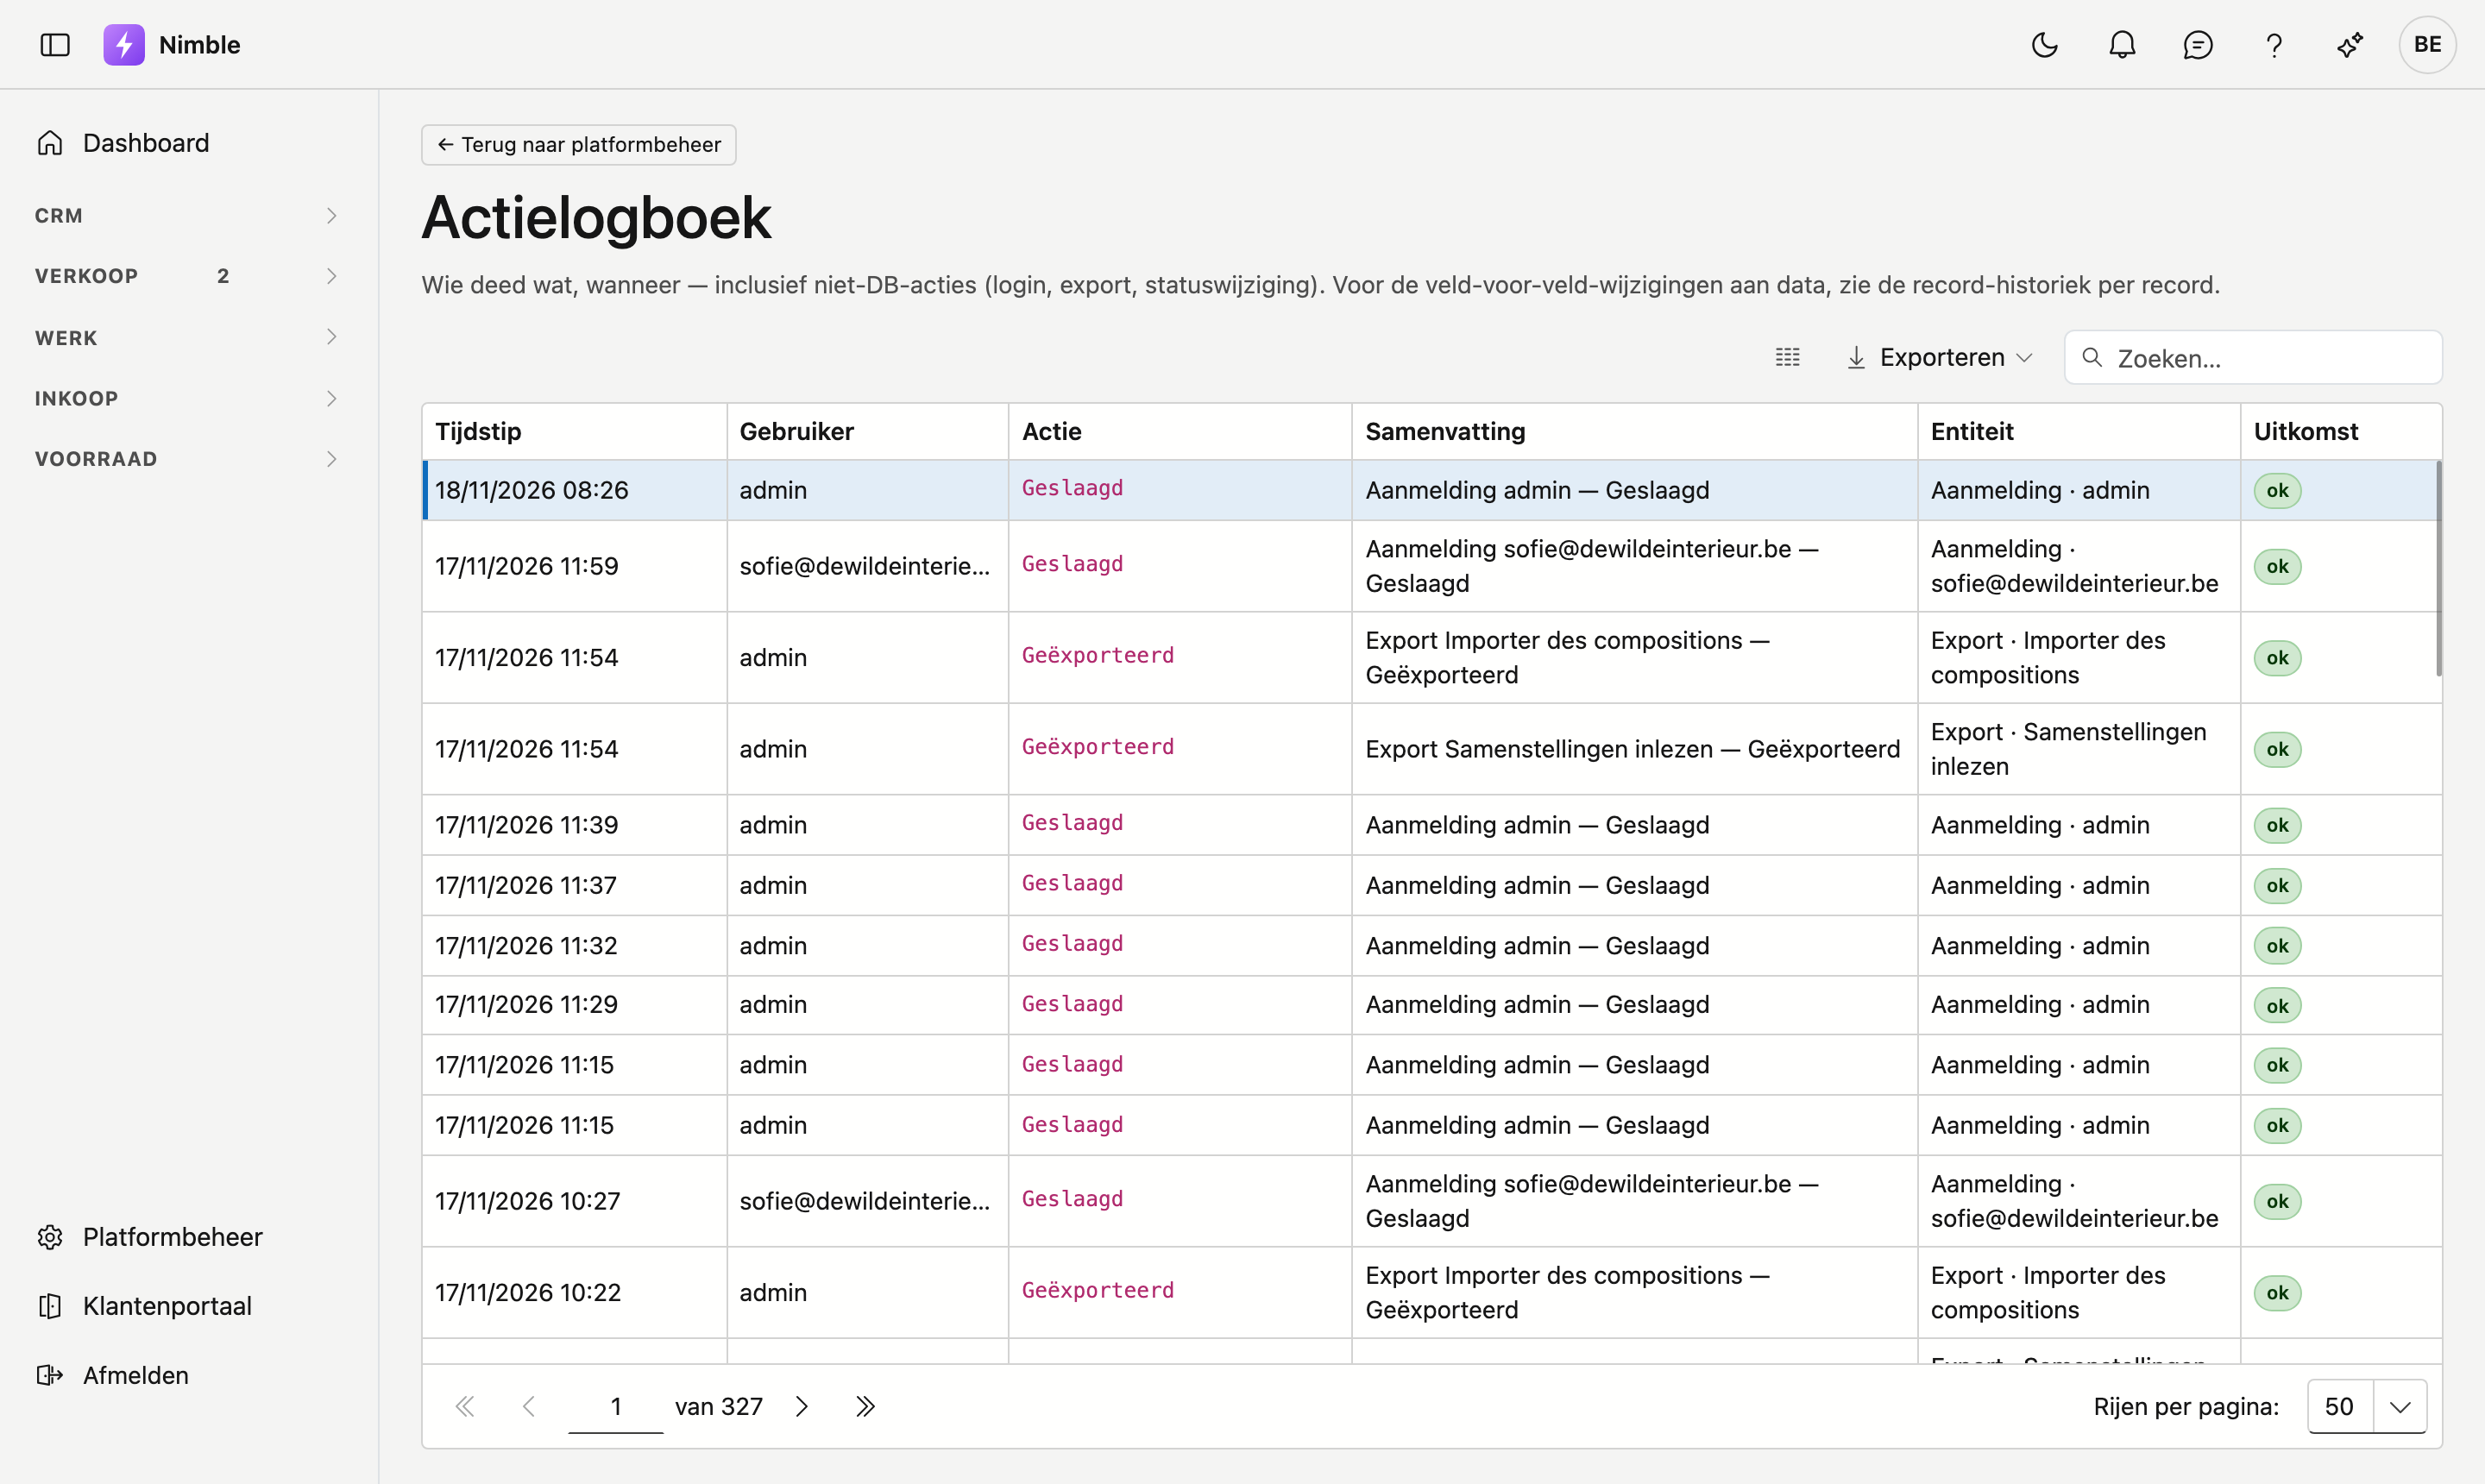 Nimble
BE
Dashboard
CRM
VERKOOP 2
WERK
INKOOP
VOORRAAD
Platformbeheer
Klantenportaal
Afmelden
← Terug naar platformbeheer
Actielogboek
Wie deed wat, wanneer — inclusief niet-DB-acties (login, export, statuswijziging). Voor de veld-voor-veld-wijzigingen aan data, zie de record-historiek per record.
Exporteren
Zoeken...
Tijdstip Gebruiker Actie Samenvatting Entiteit Uitkomst
18/11/2026 08:26 admin Geslaagd Aanmelding admin — Geslaagd Aanmelding · admin ok
17/11/2026 11:59 sofie@dewildeinterie... Geslaagd Aanmelding sofie@dewildeinterieur.be — Aanmelding · ok
Geslaagd sofie@dewildeinterieur.be
17/11/2026 11:54 admin Geëxporteerd Export Importer des compositions — Export · Importer des ok
Geëxporteerd compositions
17/11/2026 11:54 admin Geëxporteerd Export Samenstellingen inlezen — Geëxporteerd Export · Samenstellingen ok
inlezen
17/11/2026 11:39 admin Geslaagd Aanmelding admin — Geslaagd Aanmelding · admin ok
17/11/2026 11:37 admin Geslaagd Aanmelding admin — Geslaagd Aanmelding · admin ok
17/11/2026 11:32 admin Geslaagd Aanmelding admin — Geslaagd Aanmelding · admin ok
17/11/2026 11:29 admin Geslaagd Aanmelding admin — Geslaagd Aanmelding · admin ok
17/11/2026 11:15 admin Geslaagd Aanmelding admin — Geslaagd Aanmelding · admin ok
17/11/2026 11:15 admin Geslaagd Aanmelding admin — Geslaagd Aanmelding · admin ok
17/11/2026 10:27 sofie@dewildeinterie... Geslaagd Aanmelding sofie@dewildeinterieur.be — Aanmelding · ok
Geslaagd sofie@dewildeinterieur.be
17/11/2026 10:22 admin Geëxporteerd Export Importer des compositions — Export · Importer des ok
Geëxporteerd compositions
1 van 327
Rijen per pagina: 50